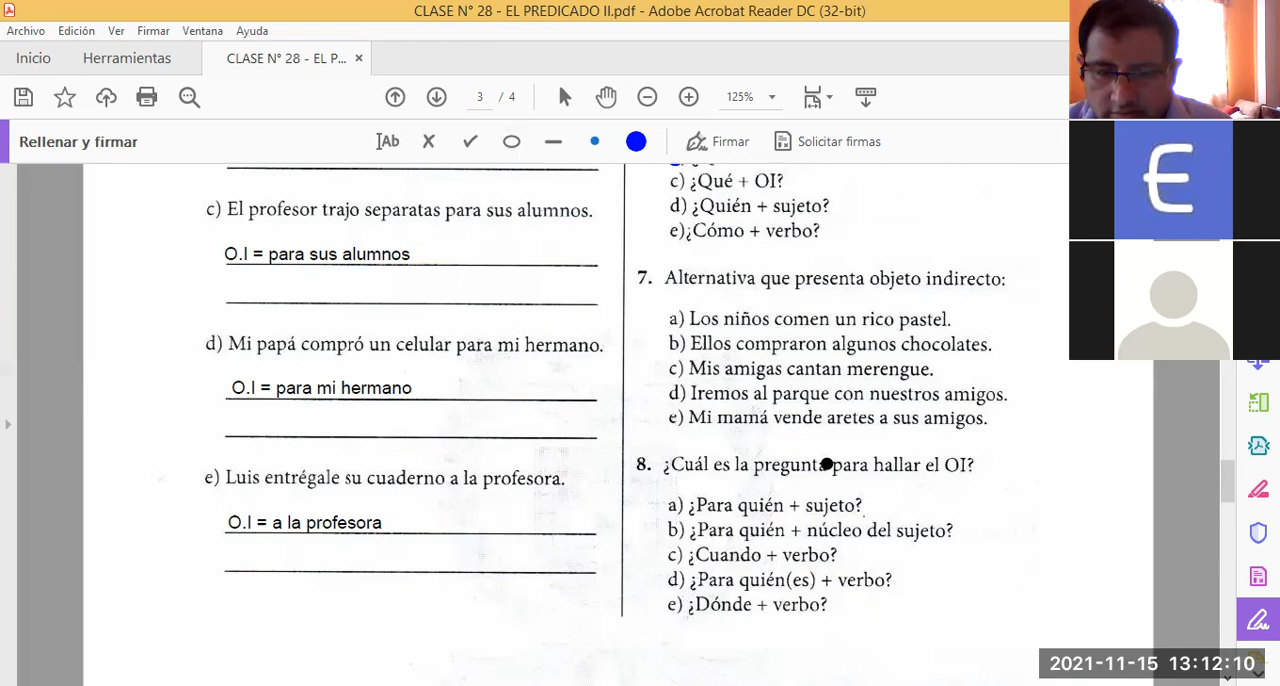 CLASE N° 28 - EL PREDICADO II.pdf - Adobe Acrobat Reader DC (32-bit)
Archivo Edición Ver Firmar Ventana Ayuda
Inicio Herramientas CLASE N° 28 - EL P... ×
3 / 4 125%
Rellenar y firmar Ab Firmar Solicitar firmas
c) El profesor trajo separatas para sus alumnos.
O.I = para sus alumnos
d) Mi papá compró un celular para mi hermano.
O.I = para mi hermano
e) Luis entrégale su cuaderno a la profesora.
O.I = a la profesora
c) ¿Qué + OI?
d) ¿Quién + sujeto?
e)¿Cómo + verbo?
7. Alternativa que presenta objeto indirecto:
a) Los niños comen un rico pastel.
b) Ellos compraron algunos chocolates.
c) Mis amigas cantan merengue.
d) Iremos al parque con nuestros amigos.
e) Mi mamá vende aretes a sus amigos.
8. ¿Cuál es la pregunta para hallar el OI?
a) ¿Para quién + sujeto?
b) ¿Para quién + núcleo del sujeto?
c) ¿Cuando + verbo?
d) ¿Para quién(es) + verbo?
e) ¿Dónde + verbo?
E
2021-11-15 13:12:10